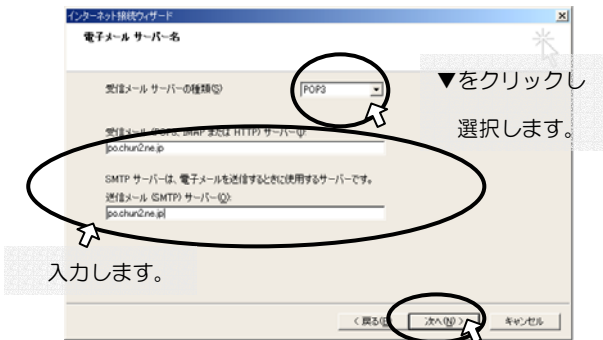 インターネット接続ウィザード
電子メール サーバー名
受信メール サーバーの種類(S)
POP3
▼をクリックし
選択します。
受信メール (POP3, IMAP または HTTP) サーバー(I):
po.chun2.ne.jp
SMTP サーバーは、電子メールを送信するときに使用するサーバーです。
送信メール (SMTP) サーバー(O):
po.chun2.ne.jp
入力します。
< 戻る(B)
次へ(N) >
キャンセル